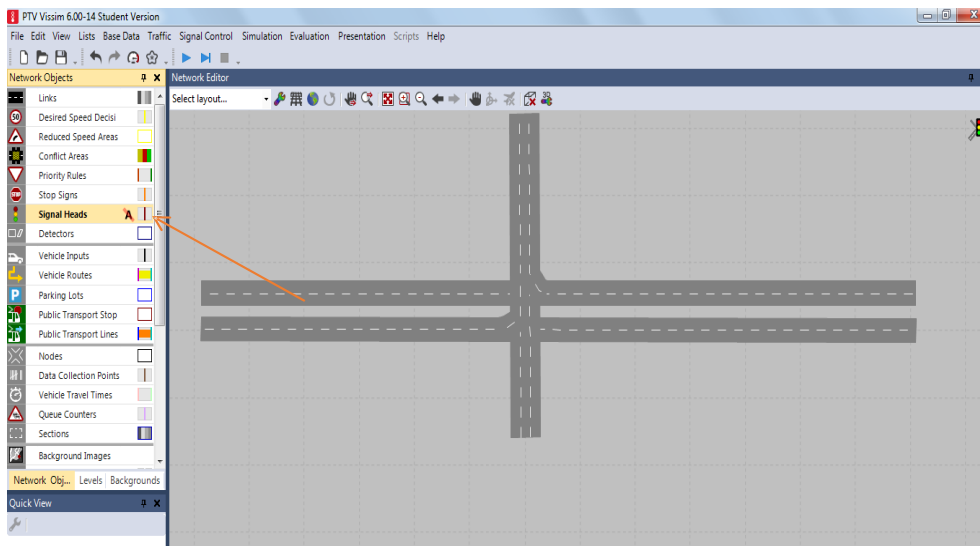 PTV Vissim 6.00-14 Student Version
File Edit View Lists Base Data Traffic Signal Control Simulation Evaluation Presentation Scripts Help
Network Objects
Network Editor
Select layout...
3D
Links
50 Desired Speed Decisi
Reduced Speed Areas
Conflict Areas
Priority Rules
STOP Stop Signs
Signal Heads A
Detectors
Vehicle Inputs
Vehicle Routes
P Parking Lots
Public Transport Stop
Public Transport Lines
Nodes
Data Collection Points
Vehicle Travel Times
Queue Counters
Sections
Background Images
Network Obj... Levels Backgrounds
Quick View